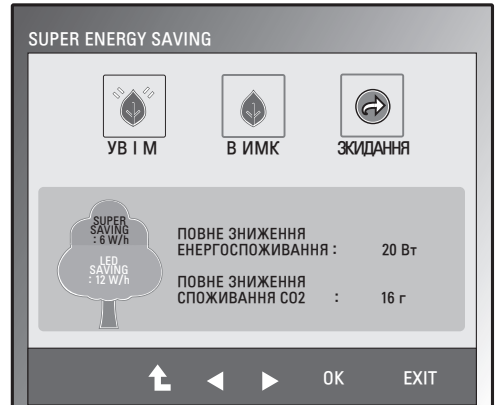 SUPER ENERGY SAVING
УВ І М В ИМК ЗКИДАННЯ
SUPER
SAVING
: 6 W/h
LED
SAVING
: 12 W/h
ПОВНЕ ЗНИЖЕННЯ
ЕНЕРГОСПОЖИВАННЯ : 20 Вт
ПОВНЕ ЗНИЖЕННЯ
СПОЖИВАННЯ СО2 : 16 г
OK EXIT